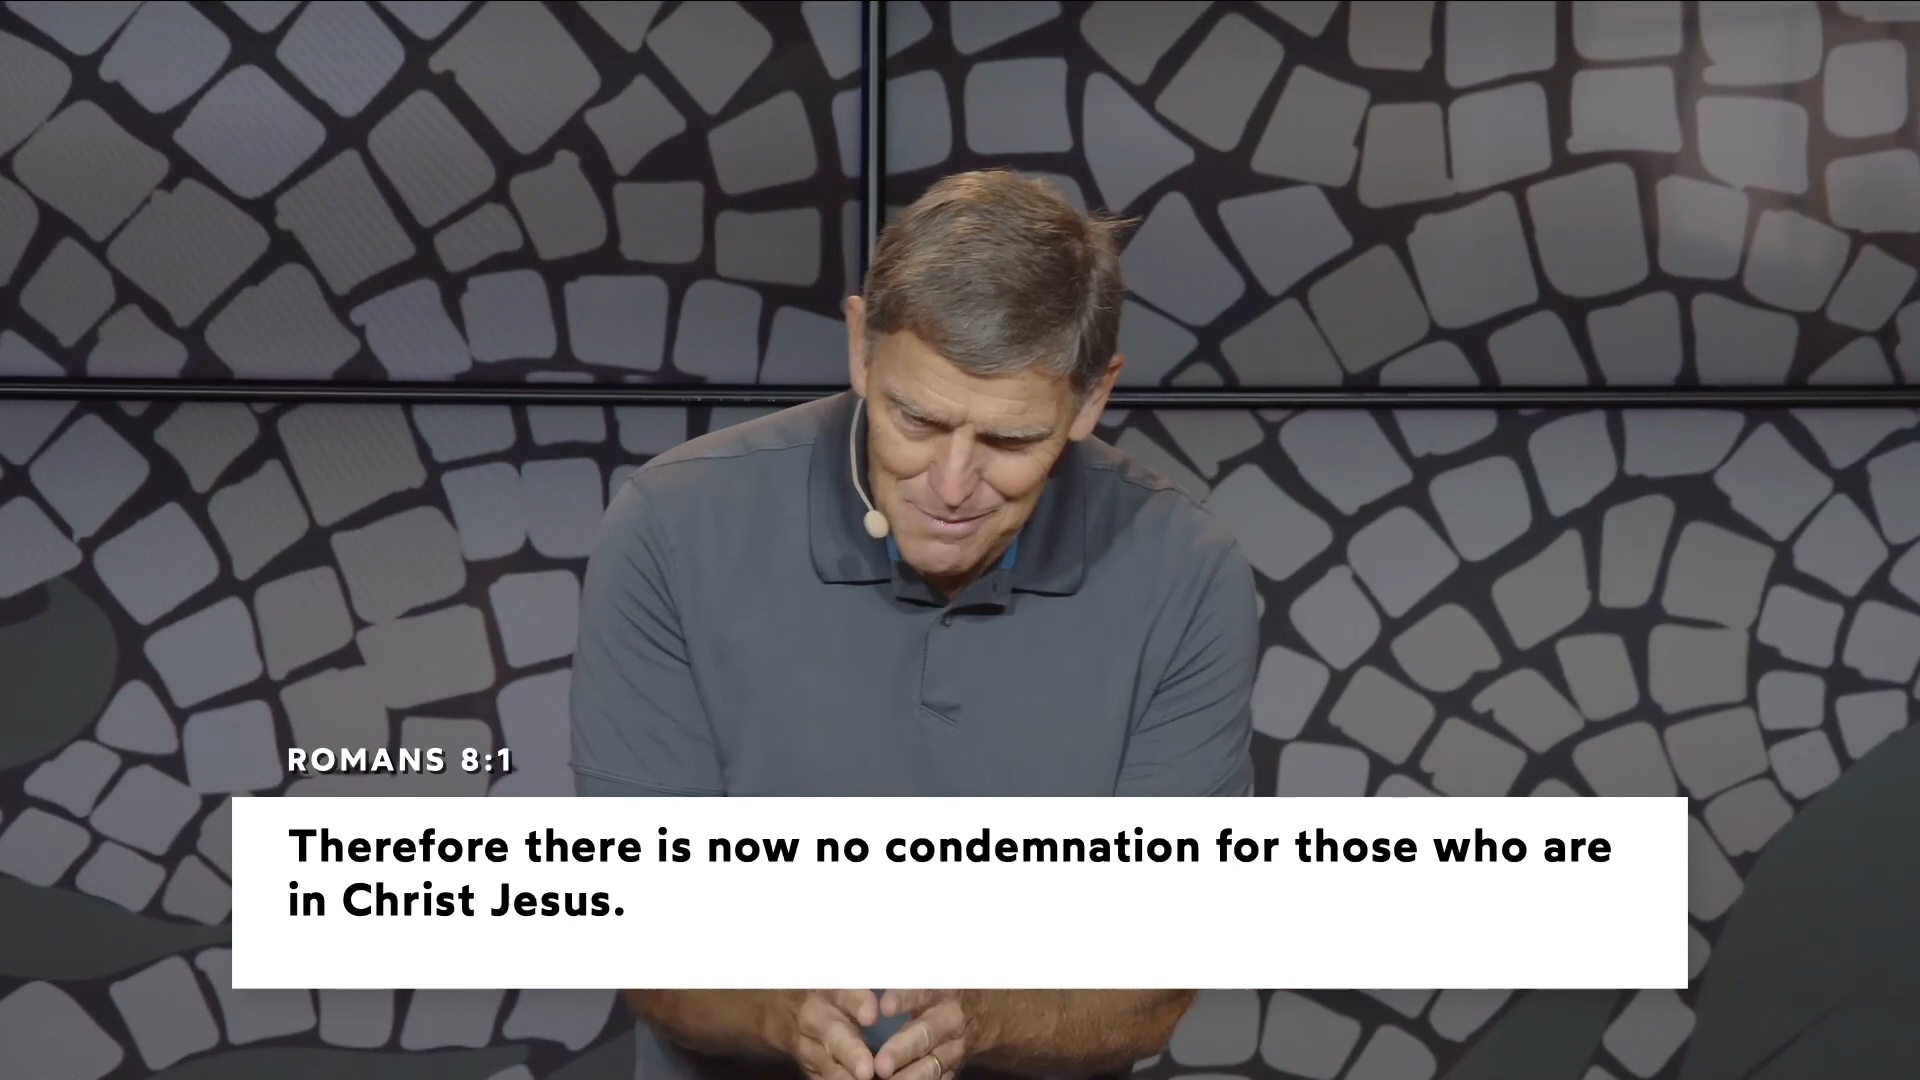 ROMANS 8:1
Therefore there is now no condemnation for those who are
in Christ Jesus.